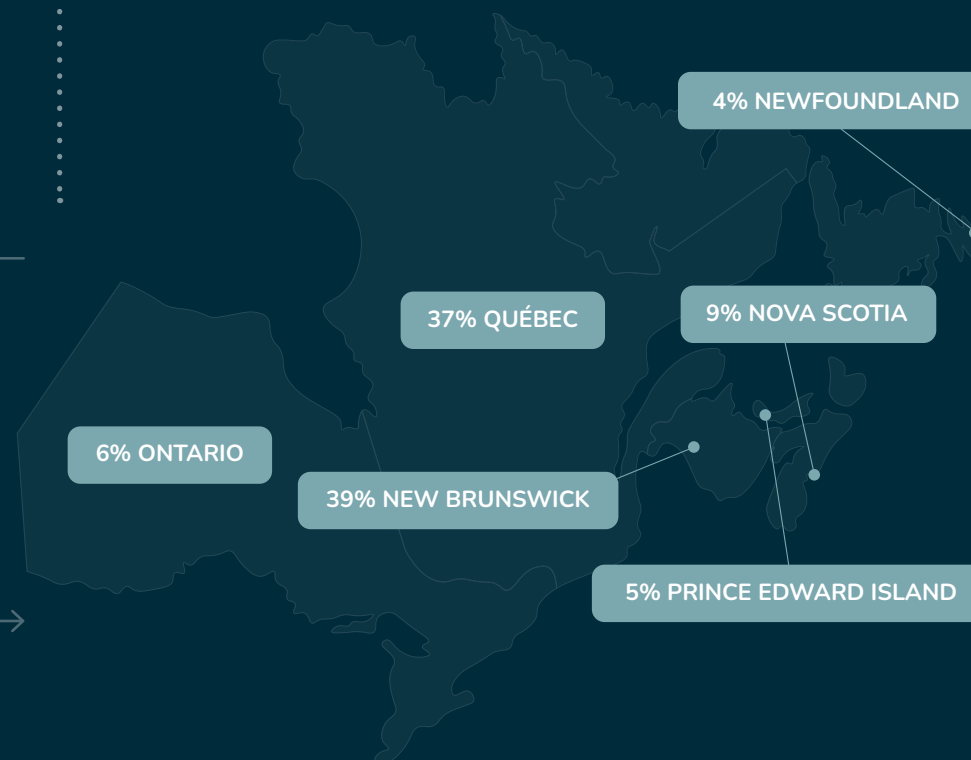 4% NEWFOUNDLAND
37% QUÉBEC
9% NOVA SCOTIA
6% ONTARIO
39% NEW BRUNSWICK
5% PRINCE EDWARD ISLAND